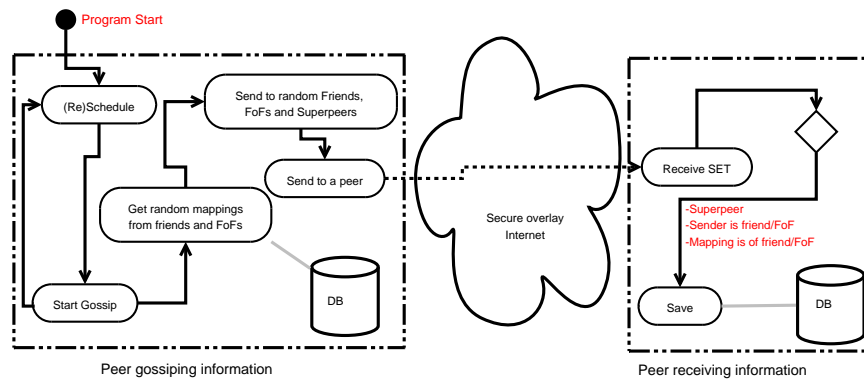 Program Start
(Re)Schedule
Send to random Friends,
FoFs and Superpeers
Send to a peer
Get random mappings
from friends and FoFs
Start Gossip
DB
Peer gossiping information
Secure overlay
Internet
Receive SET
-Superpeer
-Sender is friend/FoF
-Mapping is of friend/FoF
Save
DB
Peer receiving information